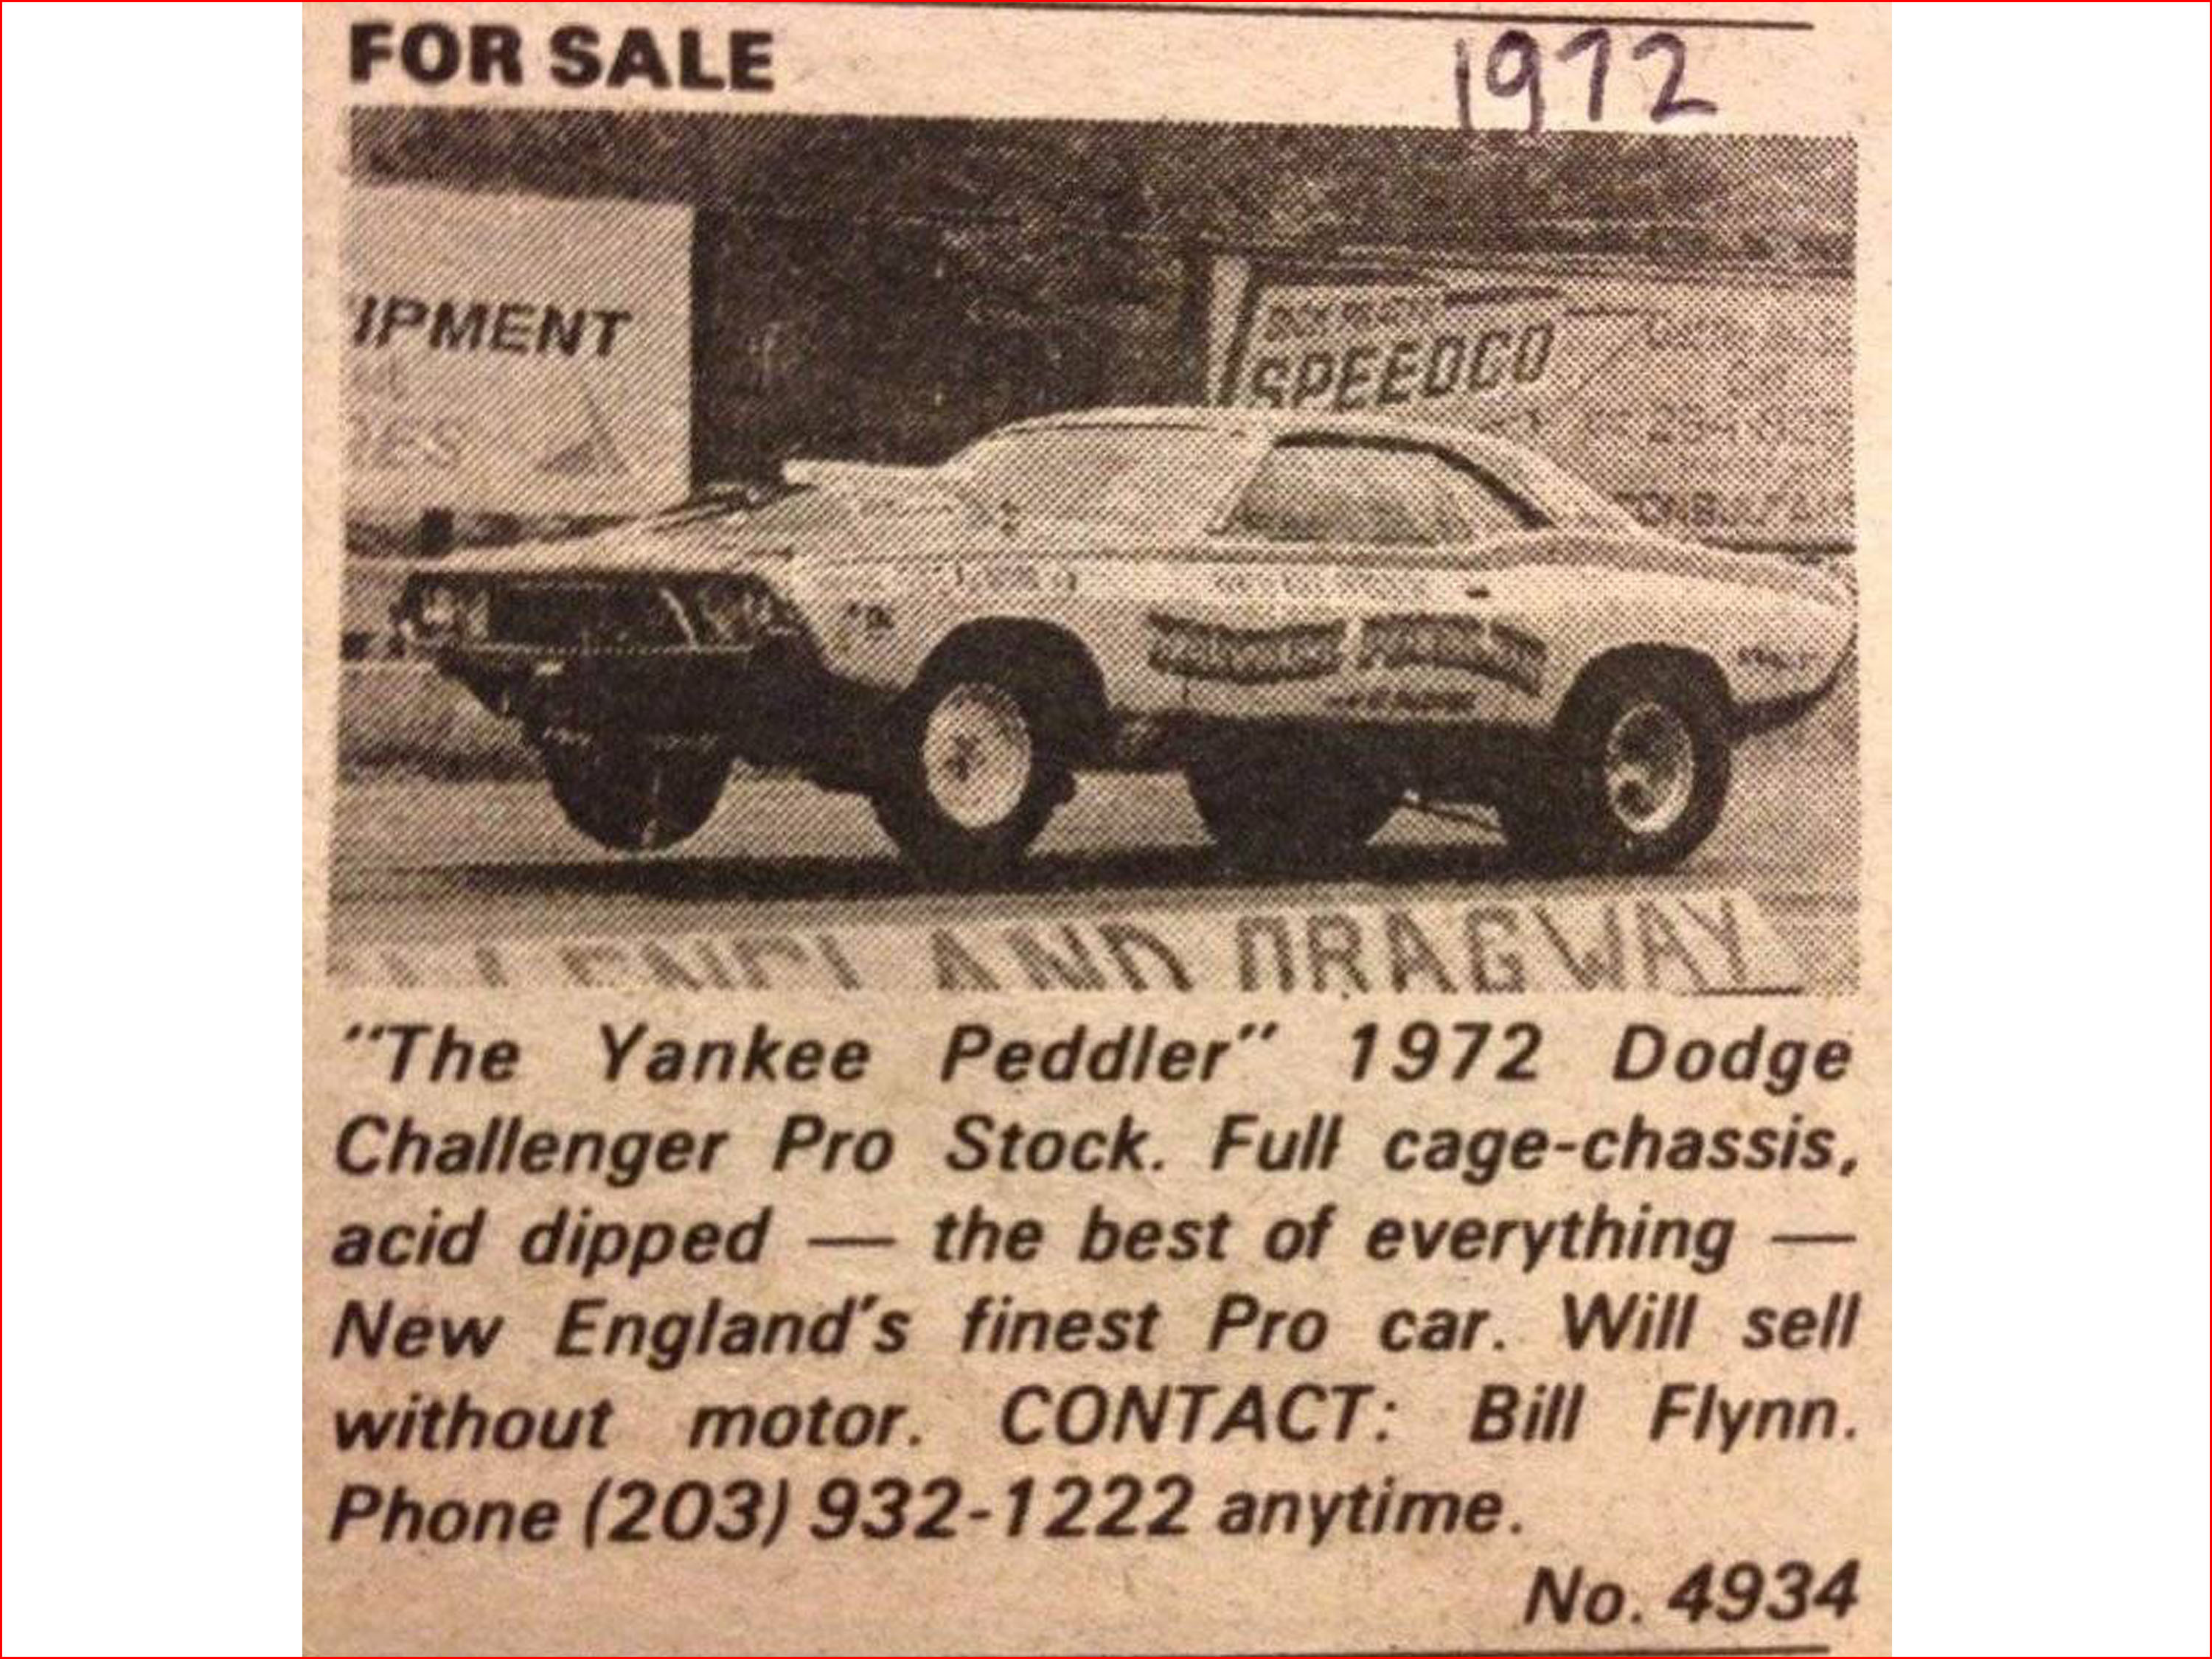 FOR SALE
1972
IPMENT
SPEEDCO
AND DRAGWAY
"The Yankee Peddler" 1972 Dodge
Challenger Pro Stock. Full cage-chassis,
acid dipped — the best of everything —
New England's finest Pro car. Will sell
without motor. CONTACT: Bill Flynn.
Phone (203) 932-1222 anytime.
No. 4934